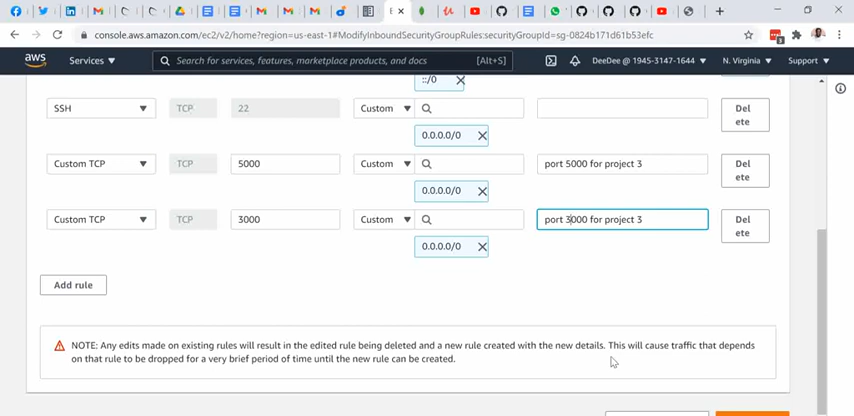 console.aws.amazon.com/ec2/v2/home?region=us-east-1#ModifyInboundSecurityGroupRules:securityGroupId=sg-0824b171d61b53efc
aws Services Search for services, features, marketplace products, and docs [Alt+S] DeeDee @ 1945-3147-1644 N. Virginia Support
::/0
SSH TCP 22 Custom Del
ete
0.0.0.0/0
Custom TCP TCP 5000 Custom port 5000 for project 3 Del
ete
0.0.0.0/0
Custom TCP TCP 3000 Custom port 3000 for project 3 Del
ete
0.0.0.0/0
Add rule
NOTE: Any edits made on existing rules will result in the edited rule being deleted and a new rule created with the new details. This will cause traffic that depends
on that rule to be dropped for a very brief period of time until the new rule can be created.